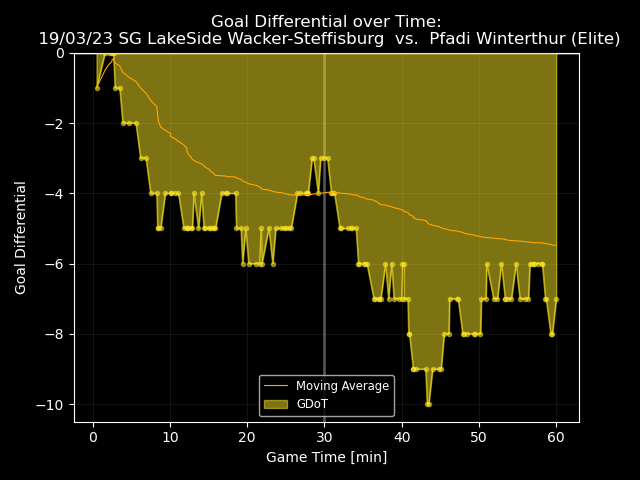 Goal Differential over Time:
19/03/23 SG LakeSide Wacker-Steffisburg vs. Pfadi Winterthur (Elite)
0
−2
−4
−6
−8
−10
Goal Differential
Moving Average
GDoT
0 10 20 30 40 50 60
Game Time [min]